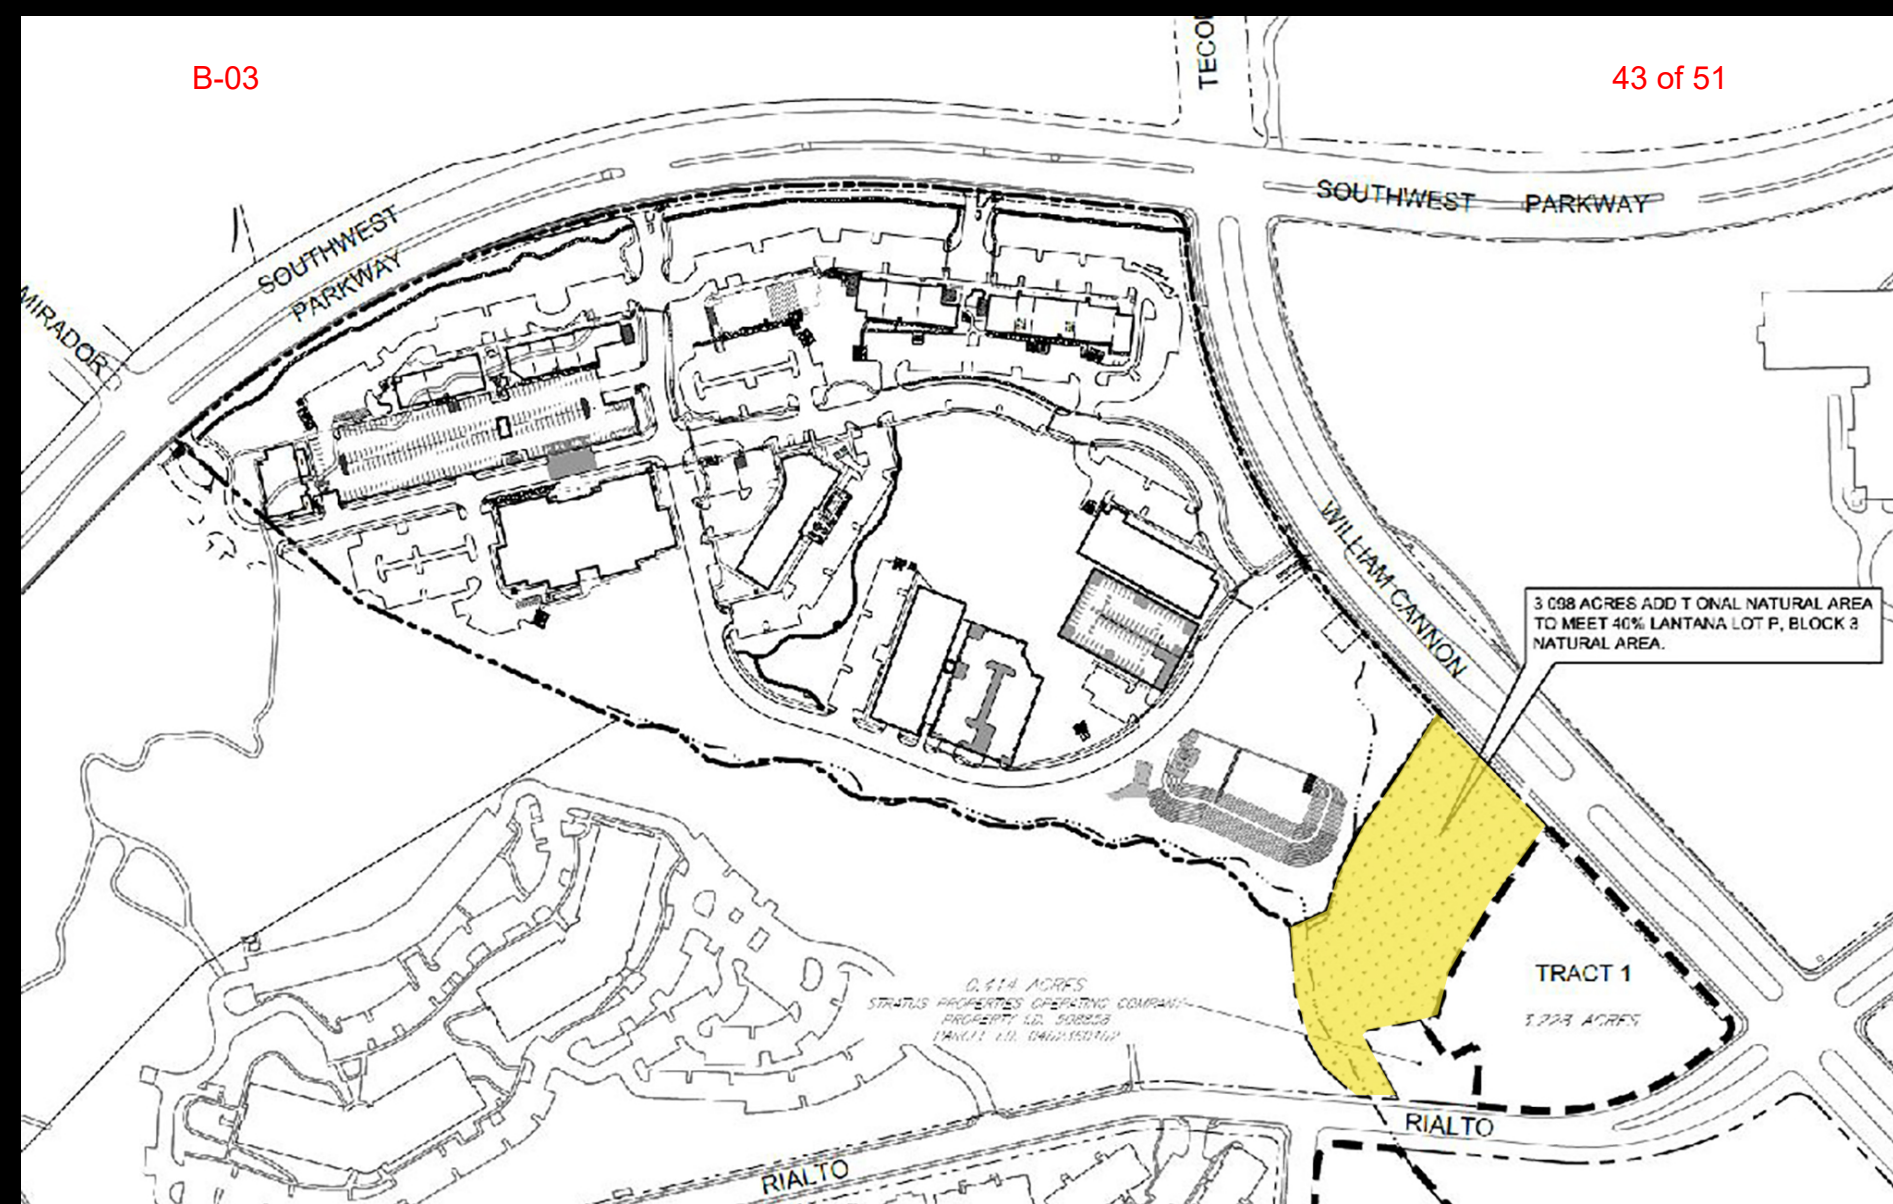 B-03
43 of 51
SOUTHWEST
PARKWAY
SOUTHWEST PARKWAY
MIRADOR
WILLIAM CANNON
3 098 ACRES ADD T ONAL NATURAL AREA
TO MEET 40% LANTANA LOT P, BLOCK 3
NATURAL AREA.
TRACT 1
ACRES
0.414 ACRES
STRATUS PROPERTIES OPERATING COMPANY
PROPERTY I.D.
RIALTO
RIALTO